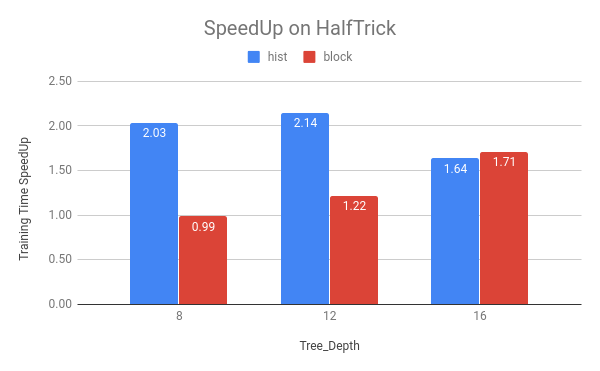 SpeedUp on HalfTrick
hist block
2.50
2.00
1.50
1.00
0.50
0.00
Training Time SpeedUp
2.03
0.99
2.14
1.22
1.64
1.71
8 12 16
Tree_Depth